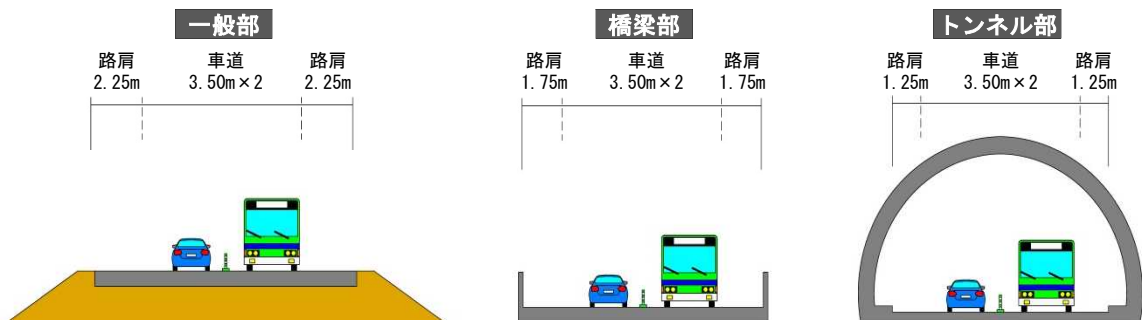 一般部
路肩 車道 路肩
2.25m 3.50m×2 2.25m
橋梁部
路肩 車道 路肩
1.75m 3.50m×2 1.75m
トンネル部
路肩 車道 路肩
1.25m 3.50m×2 1.25m